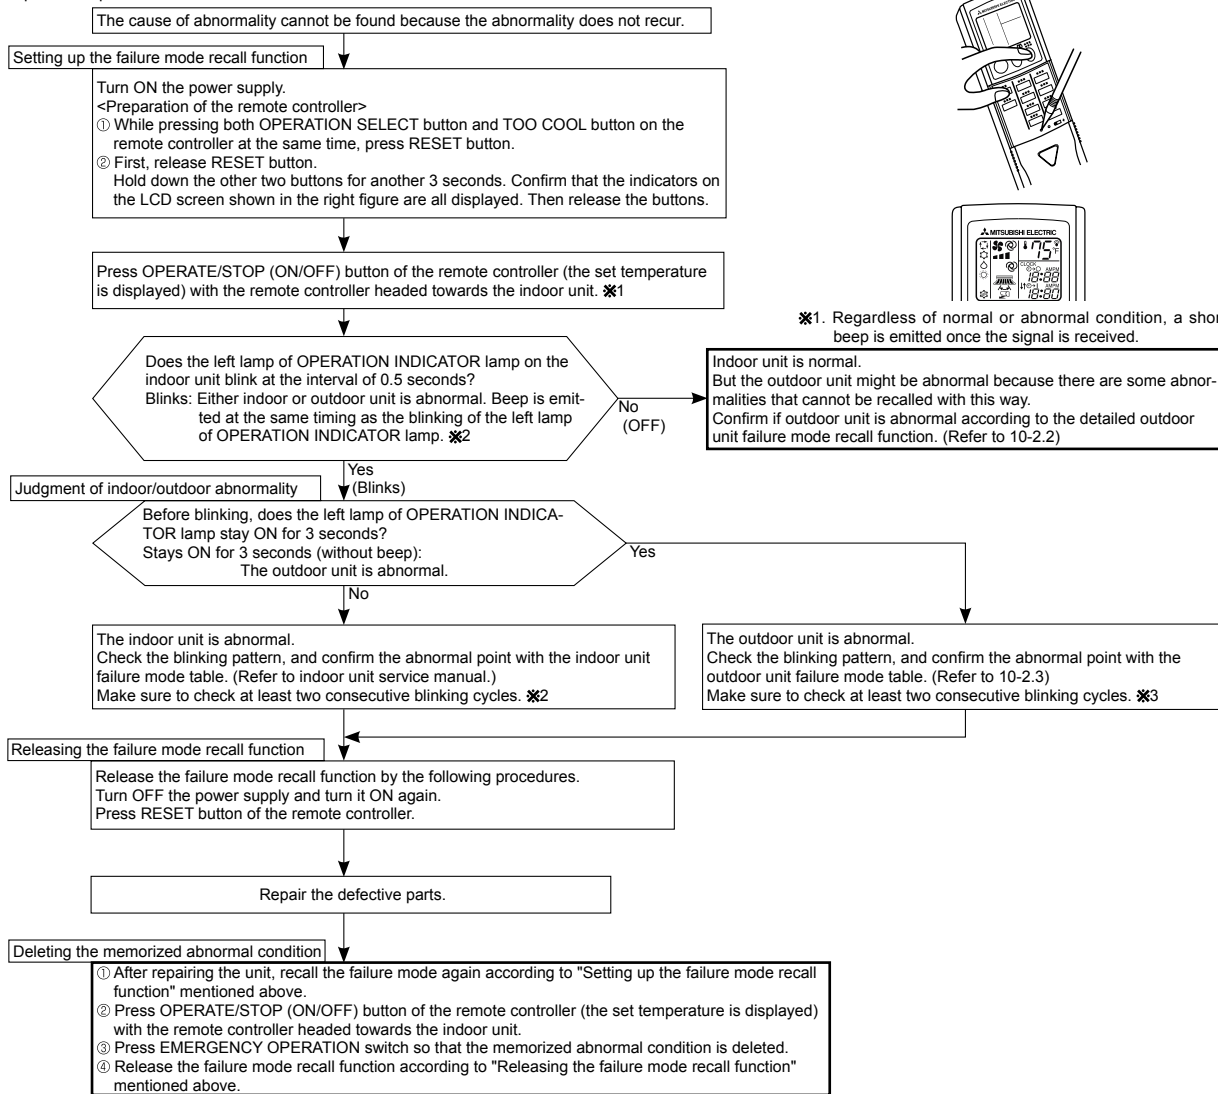 The cause of abnormality cannot be found because the abnormality does not recur.
Setting up the failure mode recall function
Turn ON the power supply.
<Preparation of the remote controller>
① While pressing both OPERATION SELECT button and TOO COOL button on the
remote controller at the same time, press RESET button.
② First, release RESET button.
Hold down the other two buttons for another 3 seconds. Confirm that the indicators on
the LCD screen shown in the right figure are all displayed. Then release the buttons.
MITSUBISHI ELECTRIC
MITSUBISHI ELECTRIC
75°F
CLOCK
AMPM
18:88
AMPM
18:80
Press OPERATE/STOP (ON/OFF) button of the remote controller (the set temperature
is displayed) with the remote controller headed towards the indoor unit. ※1
※1. Regardless of normal or abnormal condition, a shor
beep is emitted once the signal is received.
Does the left lamp of OPERATION INDICATOR lamp on the
indoor unit blink at the interval of 0.5 seconds?
Blinks: Either indoor or outdoor unit is abnormal. Beep is emit-
ted at the same timing as the blinking of the left lamp
of OPERATION INDICATOR lamp. ※2
No
(OFF)
Indoor unit is normal.
But the outdoor unit might be abnormal because there are some abnor-
malities that cannot be recalled with this way.
Confirm if outdoor unit is abnormal according to the detailed outdoor
unit failure mode recall function. (Refer to 10-2.2)
Yes
(Blinks)
Judgment of indoor/outdoor abnormality
Before blinking, does the left lamp of OPERATION INDICA-
TOR lamp stay ON for 3 seconds?
Stays ON for 3 seconds (without beep):
The outdoor unit is abnormal.
Yes
No
The indoor unit is abnormal.
Check the blinking pattern, and confirm the abnormal point with the indoor unit
failure mode table. (Refer to indoor unit service manual.)
Make sure to check at least two consecutive blinking cycles. ※2
The outdoor unit is abnormal.
Check the blinking pattern, and confirm the abnormal point with the
outdoor unit failure mode table. (Refer to 10-2.3)
Make sure to check at least two consecutive blinking cycles. ※3
Releasing the failure mode recall function
Release the failure mode recall function by the following procedures.
Turn OFF the power supply and turn it ON again.
Press RESET button of the remote controller.
Repair the defective parts.
Deleting the memorized abnormal condition
① After repairing the unit, recall the failure mode again according to "Setting up the failure mode recall
function" mentioned above.
② Press OPERATE/STOP (ON/OFF) button of the remote controller (the set temperature is displayed)
with the remote controller headed towards the indoor unit.
③ Press EMERGENCY OPERATION switch so that the memorized abnormal condition is deleted.
④ Release the failure mode recall function according to "Releasing the failure mode recall function"
mentioned above.